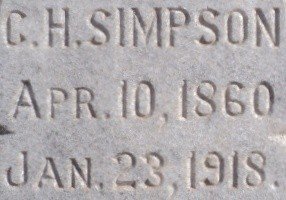 C.H. SIMPSON
APR. 10, 1860
JAN. 23, 1918.